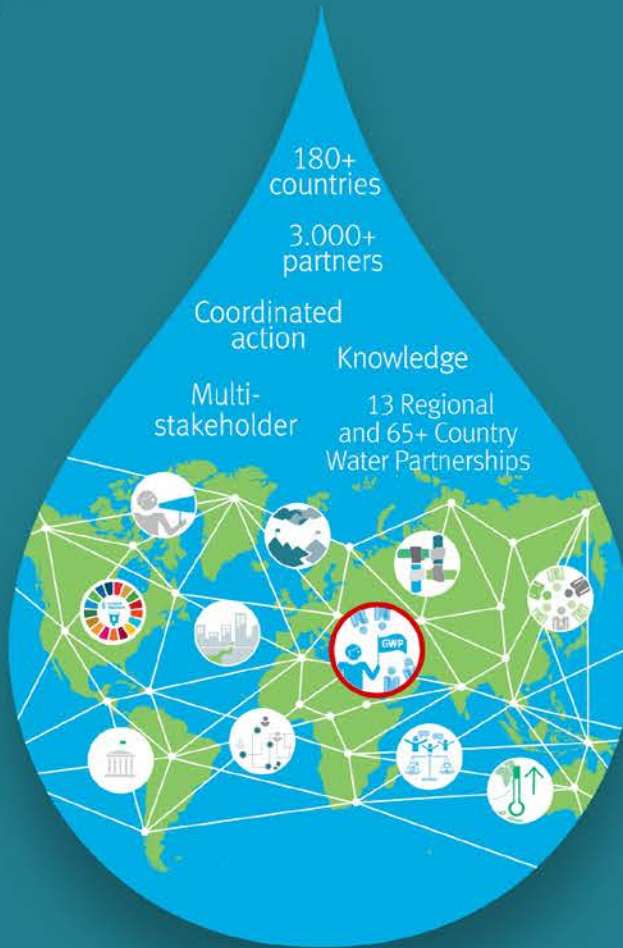 180+
countries
3.000+
partners
Coordinated
action
Knowledge
Multi-
stakeholder
13 Regional
and 65+ Country
Water Partnerships
GWP